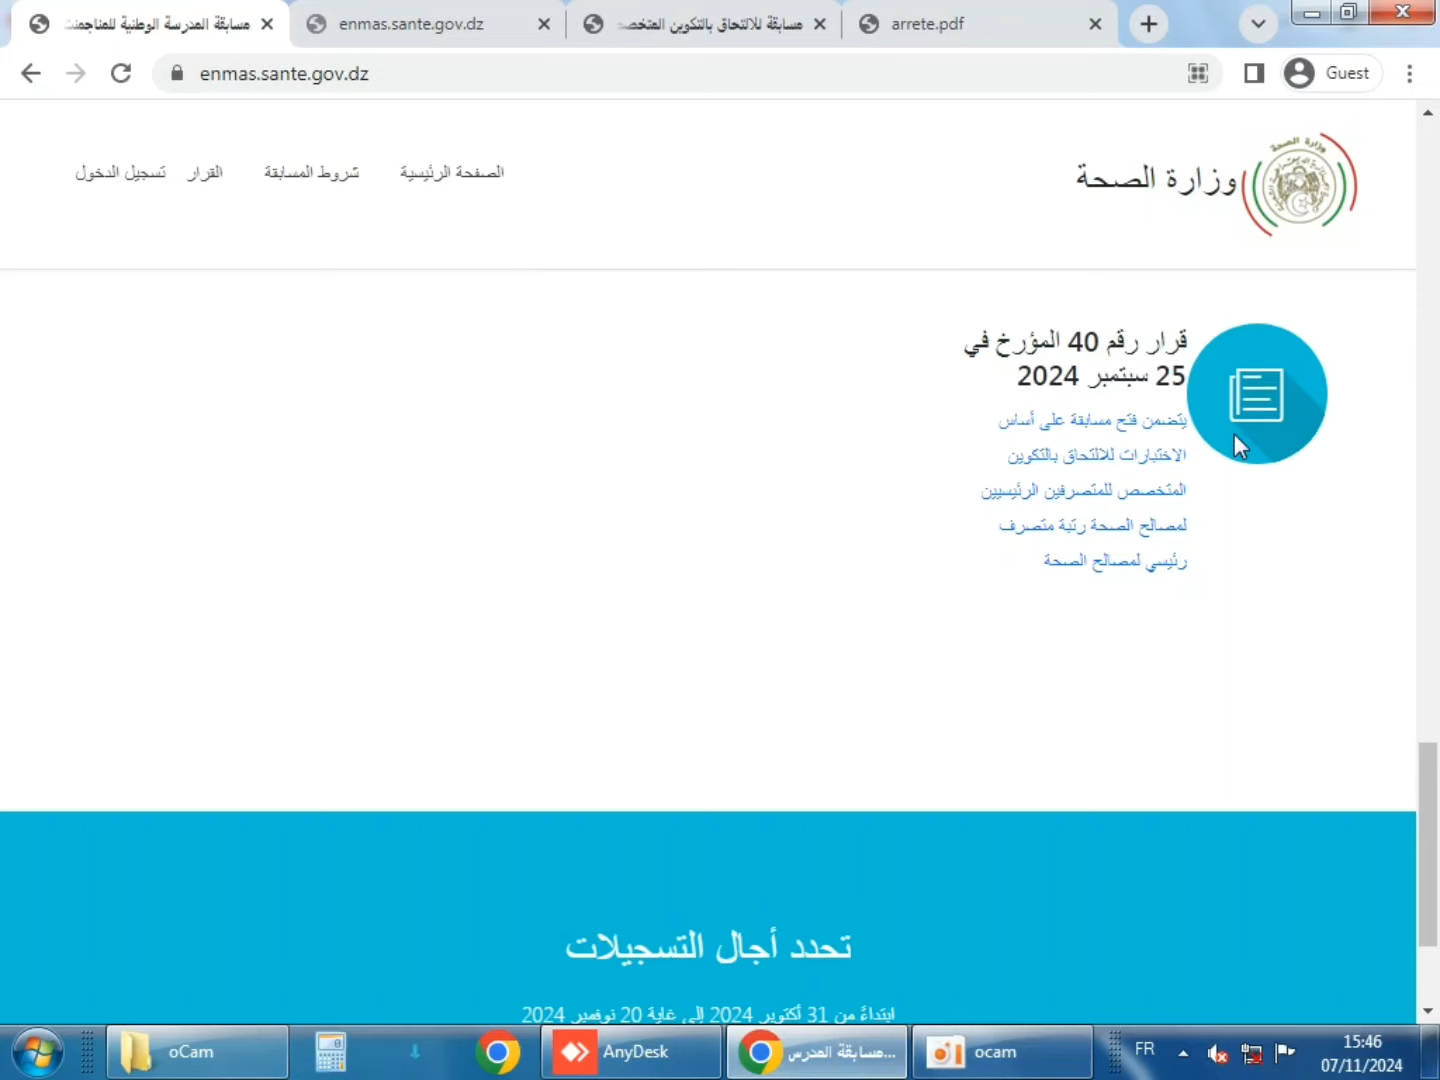 مسابقة المدرسة الوطنية للمناجمنت
enmas.sante.gov.dz
مسابقة للالتحاق بالتكوين المتخصص
arrete.pdf
enmas.sante.gov.dz
Guest
وزارة الصحة
الصفحة الرئيسية
شروط المسابقة
القرار
تسجيل الدخول
وزارة الصحة
قرار رقم 40 المؤرخ في
25 سبتمبر 2024
يتضمن فتح مسابقة على أساس
الاختبارات للالتحاق بالتكوين
المتخصص للمتصرفين الرئيسيين
لمصالح الصحة رتبة متصرف
رئيسي لمصالح الصحة
تحدد أجال التسجيلات
ابتداءً من 31 أكتوبر 2024 إلى غاية 20 نوفمبر 2024
oCam
AnyDesk
مسابقة المدرس...
ocam
FR
15:46
07/11/2024